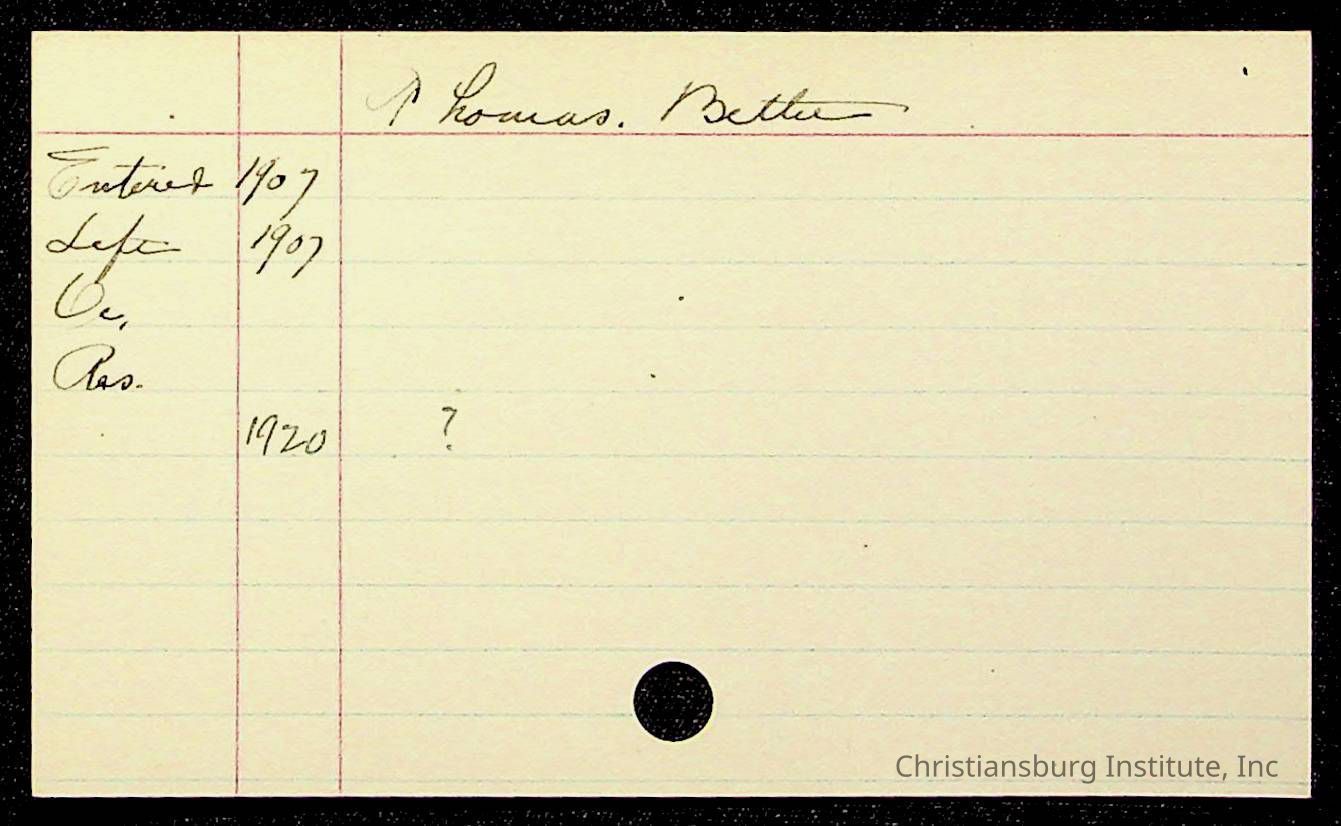 Thomas. Bettie
Entered 1907
Left 1907
Oc.
Res.
1920 ?
Christiansburg Institute, Inc